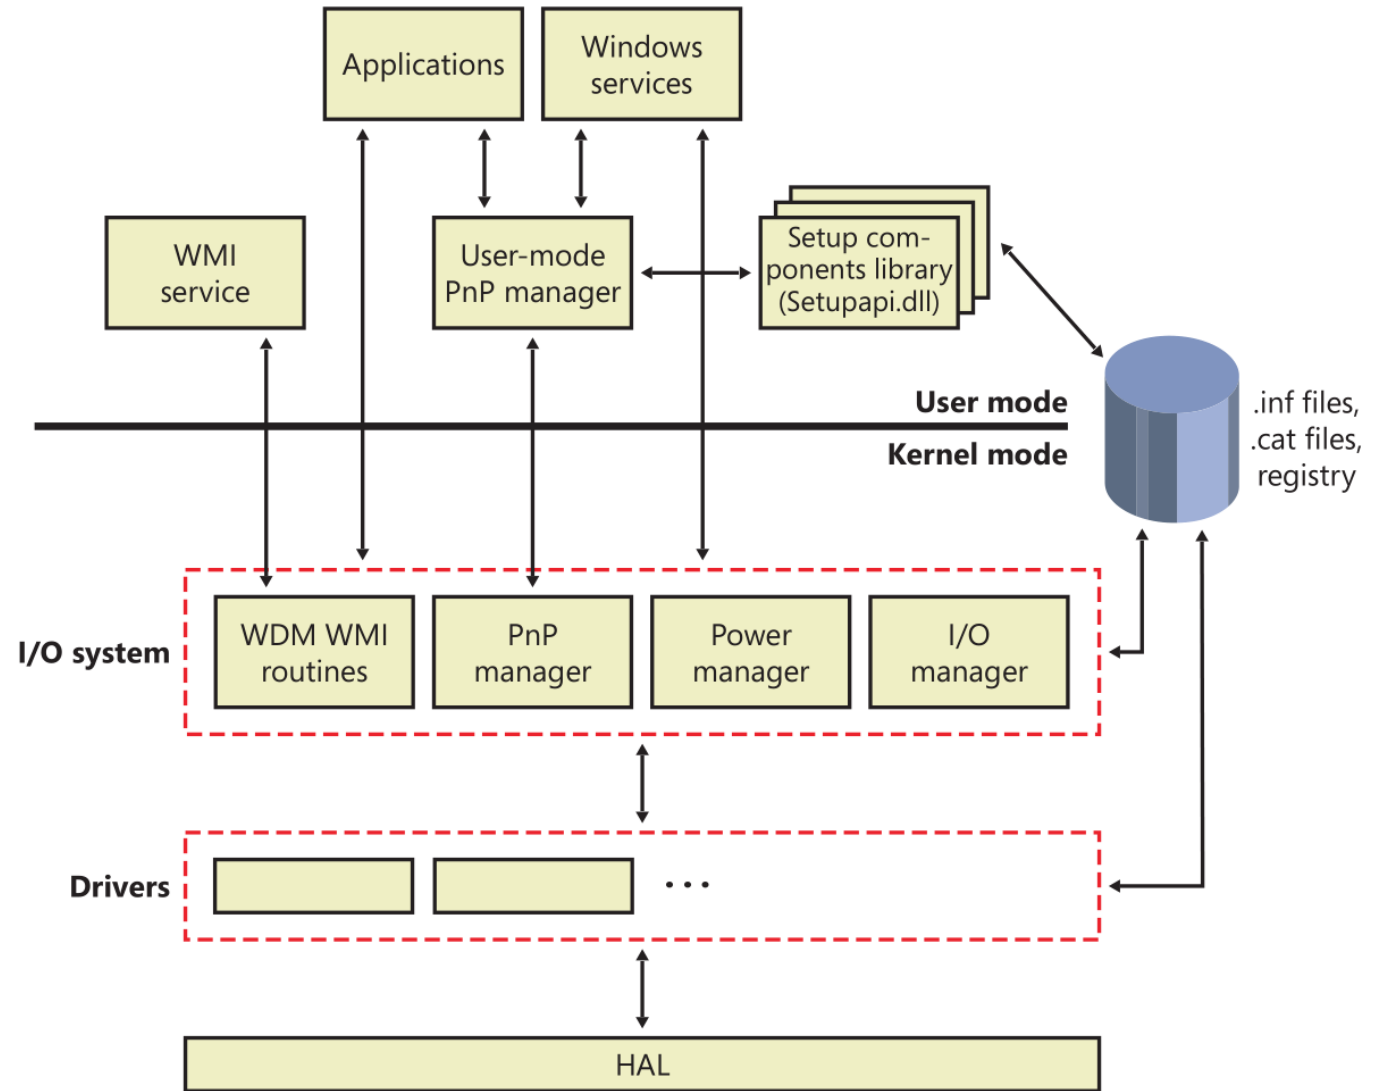 Applications
Windows
services
WMI
service
User-mode
PnP manager
Setup com-
ponents library
(Setupapi.dll)
User mode
Kernel mode
.inf files,
.cat files,
registry
I/O system
WDM WMI
routines
PnP
manager
Power
manager
I/O
manager
Drivers
...
HAL